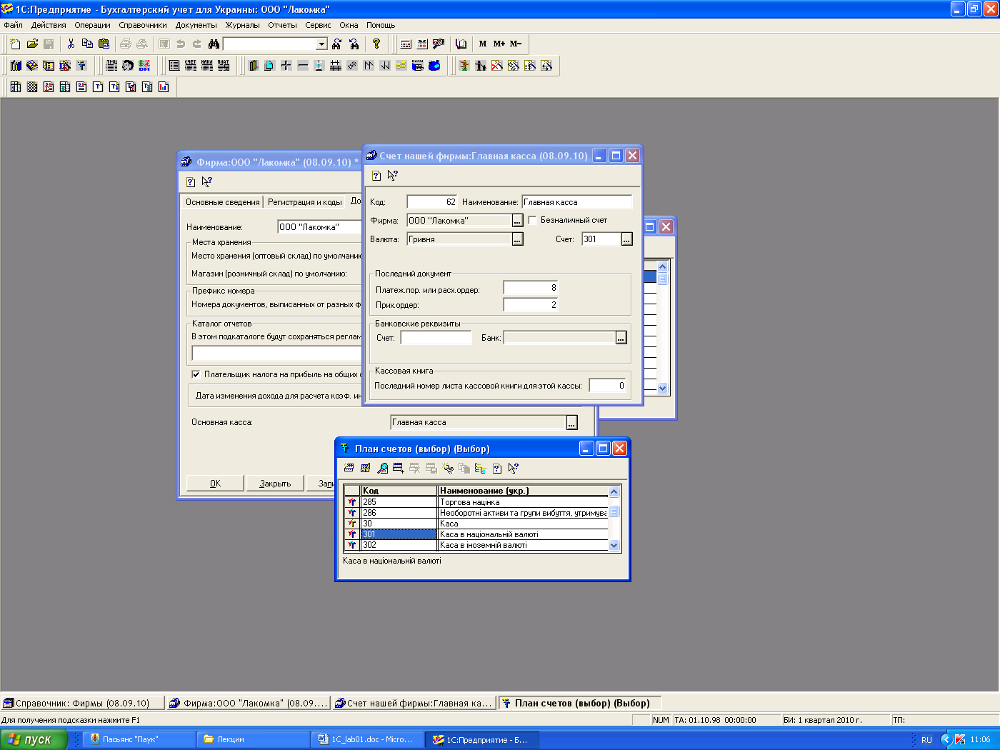 1С:Предприятие - Бухгалтерский учет для Украины: ООО "Лакомка"
Файл Действия Операции Справочники Документы Журналы Отчеты Сервис Окна Помощь
М М+ М−
ТМЦ
СЧЕТ НАКЛ ПЛАТ
КАССА
Фирма:ООО "Лакомка" (08.09.10) *
Основные сведения Регистрация и коды До
Наименование: ООО "Лакомка"
Места хранения
Место хранения (оптовый склад) по умолчанию
Магазин (розничный склад) по умолчанию:
Префикс номера
Номера документов, выписанных от разных ф
Каталог отчетов
В этом подкаталоге будут сохраняться реглам
Плательщик налога на прибыль на общих о
Дата изменения дохода для расчета коэф. ин
Основная касса: Главная касса ...
OK Закрыть Запи
Счет нашей фирмы:Главная касса (08.09.10)
Код: 62 Наименование: Главная касса
Фирма: ООО "Лакомка" ... Безналичный счет
Валюта: Гривня ... Счет: 301 ...
Последний документ
Платеж.пор. или расх.ордер: 8
Прих.ордер: 2
Банковские реквизиты
Счет: Банк: ...
Кассовая книга
Последний номер листа кассовой книги для этой кассы: 0
План счетов (выбор) (Выбор)
Код Наименование (укр.)
285 Торгова націнка
286 Необоротні активи та групи вибуття, утримува
30 Каса
301 Каса в національній валюті
302 Каса в іноземній валюті
Каса в національній валюті
Справочник: Фирмы (08.09.10) Фирма:ООО "Лакомка" (08.09.... Счет нашей фирмы:Главная ка... План счетов (выбор) (Выбор)
Для получения подсказки нажмите F1 NUM ТА: 01.10.98 00:00:00 БИ: 1 квартал 2010 г. ТП:
пуск Пасьянс "Паук" Лекции 1С_lab01.doc - Micro... 1С:Предприятие - Б... RU 11:06